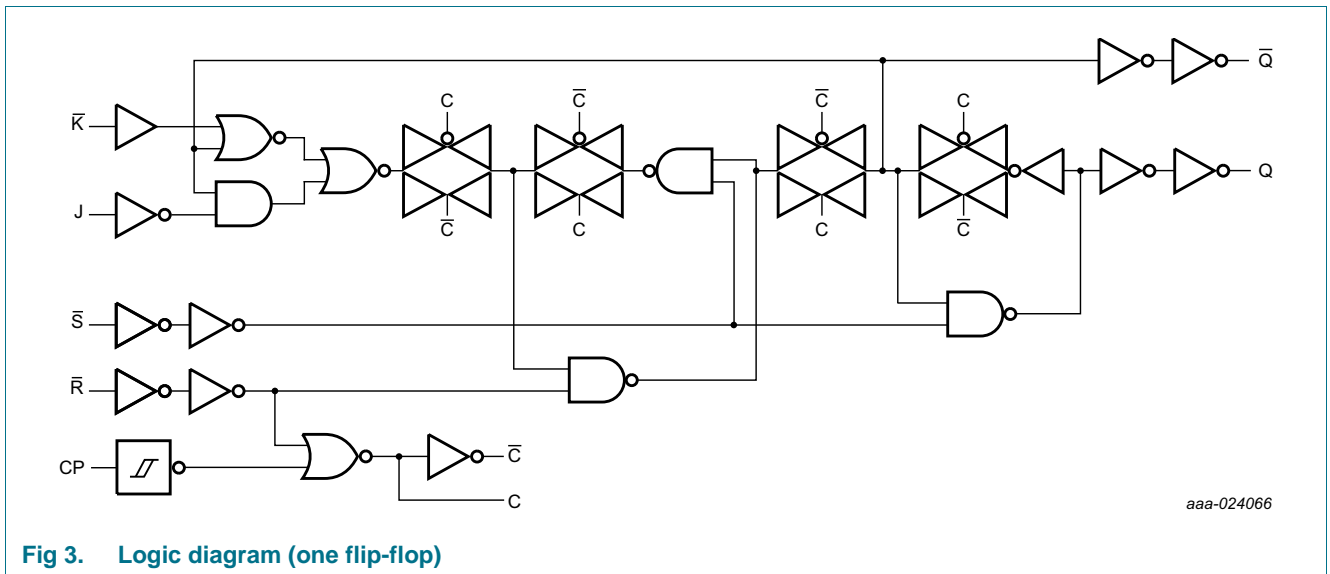 Q̅
K̅
C
C̅
C̅
C
J
C̅
C
C
C̅
Q
S̅
R̅
CP
C̅
C
aaa-024066
Fig 3. Logic diagram (one flip-flop)